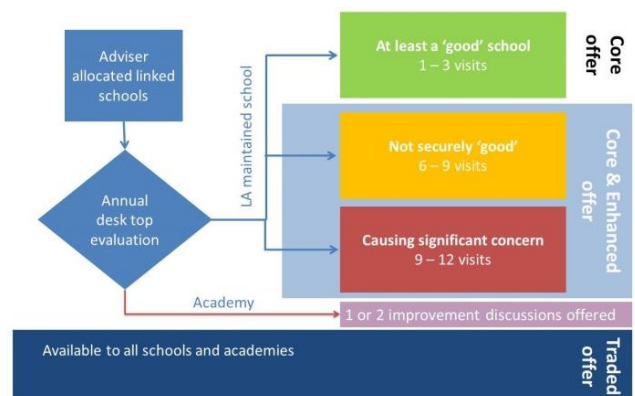 Adviser
allocated linked
schools
Annual
desk top
evaluation
LA maintained school
At least a ‘good’ school
1 – 3 visits
Core
offer
Not securely ‘good’
6 – 9 visits
Causing significant concern
9 – 12 visits
Core & Enhanced
offer
Academy
1 or 2 improvement discussions offered
Available to all schools and academies
Traded
offer